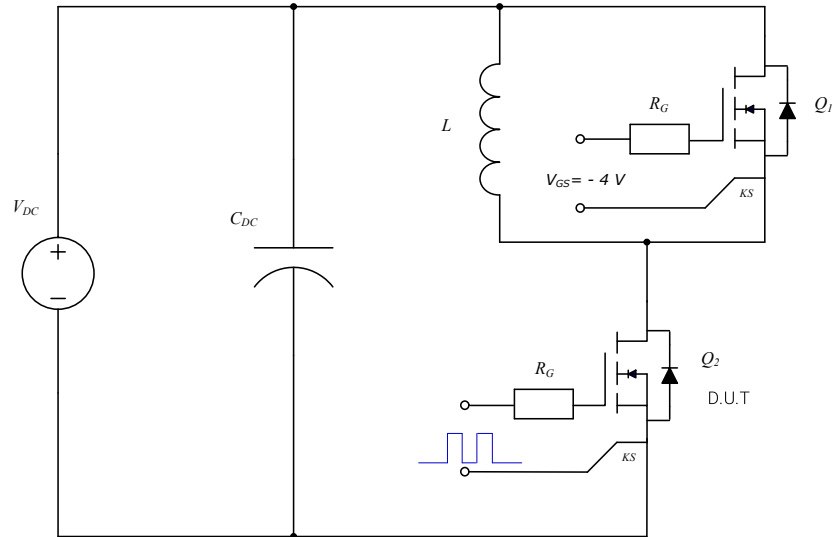 R_G
Q_1
L
V_GS= - 4 V
KS
V_DC
C_DC
+
−
Q_2
R_G
D.U.T
KS